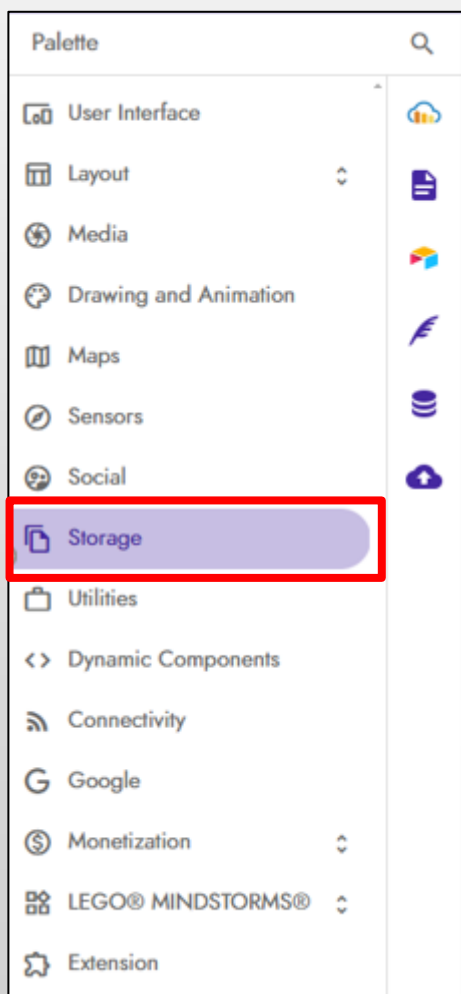 Palette
User Interface
Layout
Media
Drawing and Animation
Maps
Sensors
Social
Storage
Utilities
Dynamic Components
Connectivity
Google
Monetization
LEGO® MINDSTORMS®
Extension